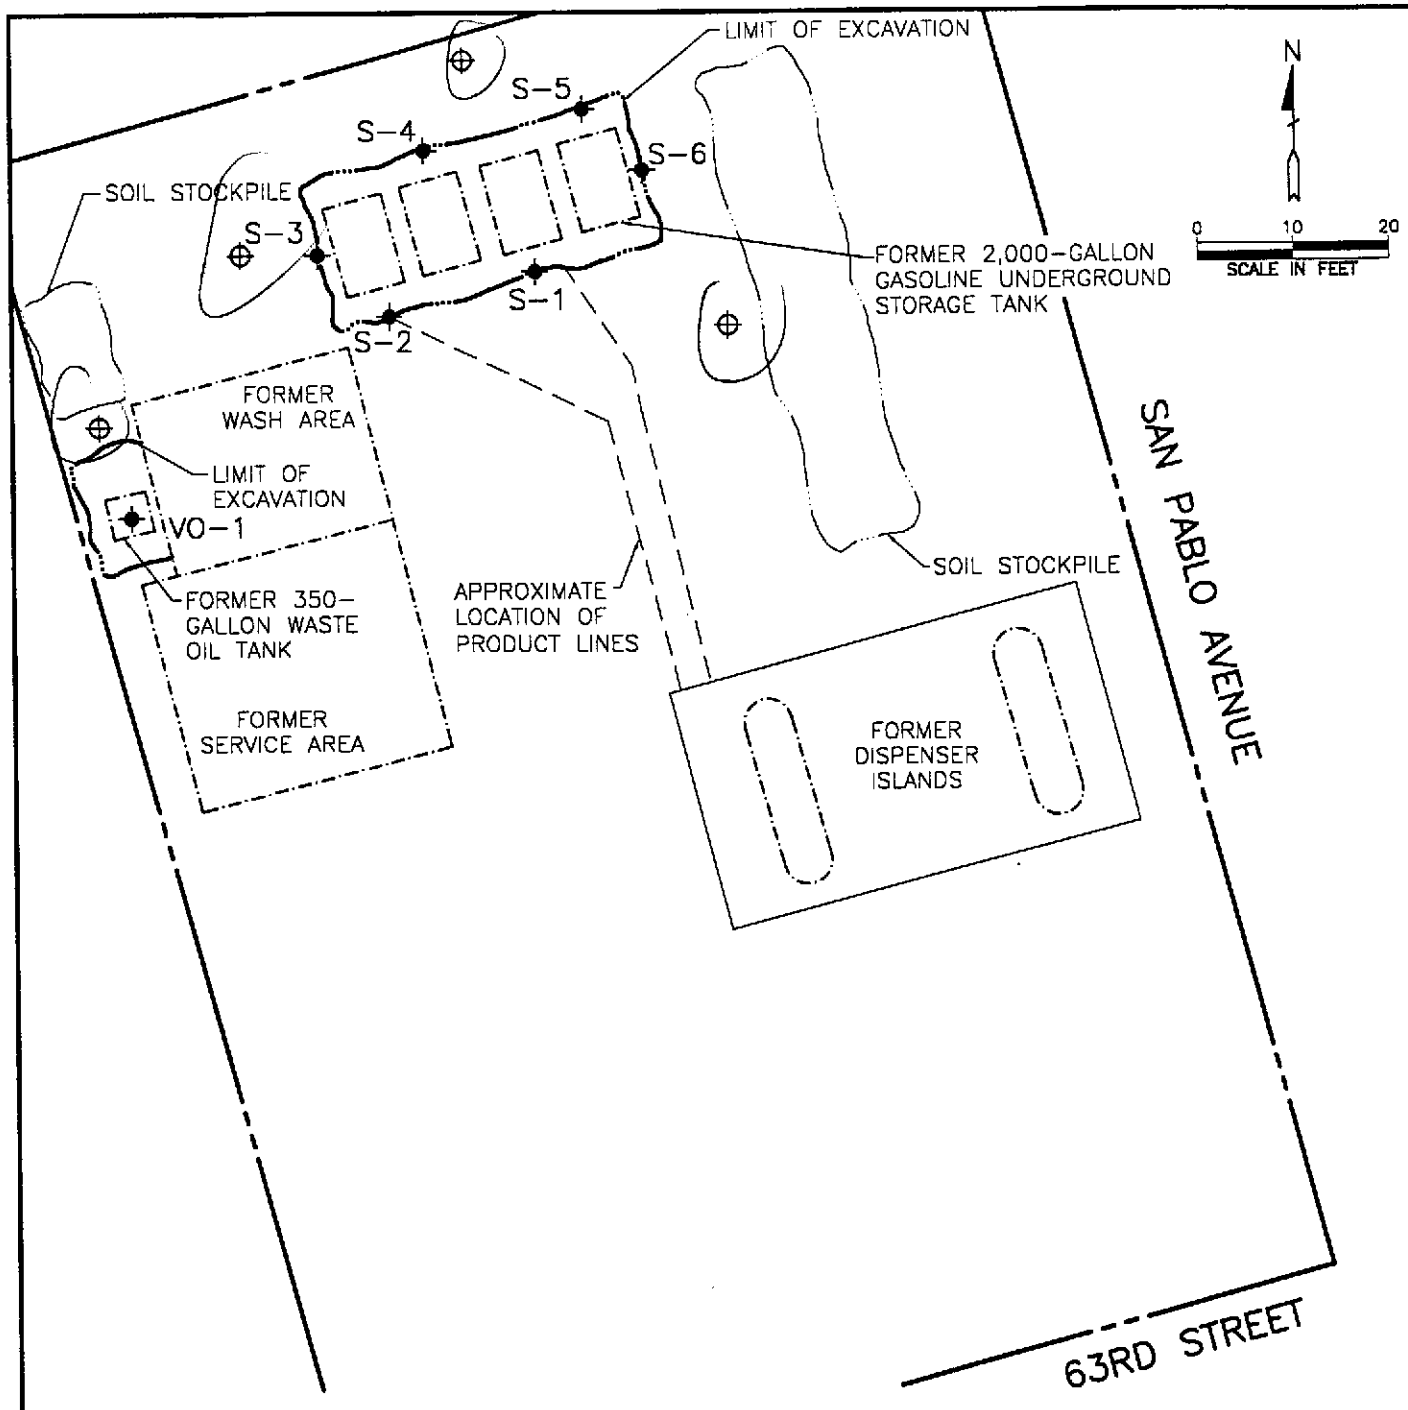 LIMIT OF EXCAVATION
N
S-5
S-4
S-6
SOIL STOCKPILE
S-3
0 10 20
SCALE IN FEET
FORMER 2,000-GALLON
GASOLINE UNDERGROUND
STORAGE TANK
S-1
S-2
FORMER
WASH AREA
LIMIT OF
EXCAVATION
VO-1
SAN PABLO AVENUE
SOIL STOCKPILE
FORMER 350-
GALLON WASTE
OIL TANK
APPROXIMATE
LOCATION OF
PRODUCT LINES
FORMER
SERVICE AREA
FORMER
DISPENSER
ISLANDS
63RD STREET